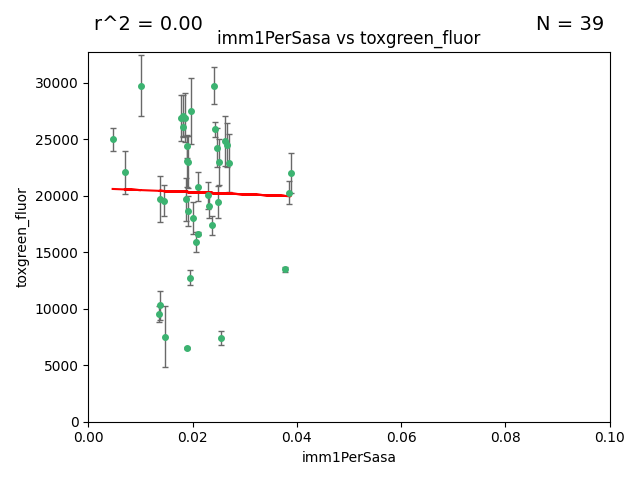 r^2 = 0.00
N = 39
imm1PerSasa vs toxgreen_fluor
toxgreen_fluor
30000
25000
20000
15000
10000
5000
0
0.00 0.02 0.04 0.06 0.08 0.10
imm1PerSasa